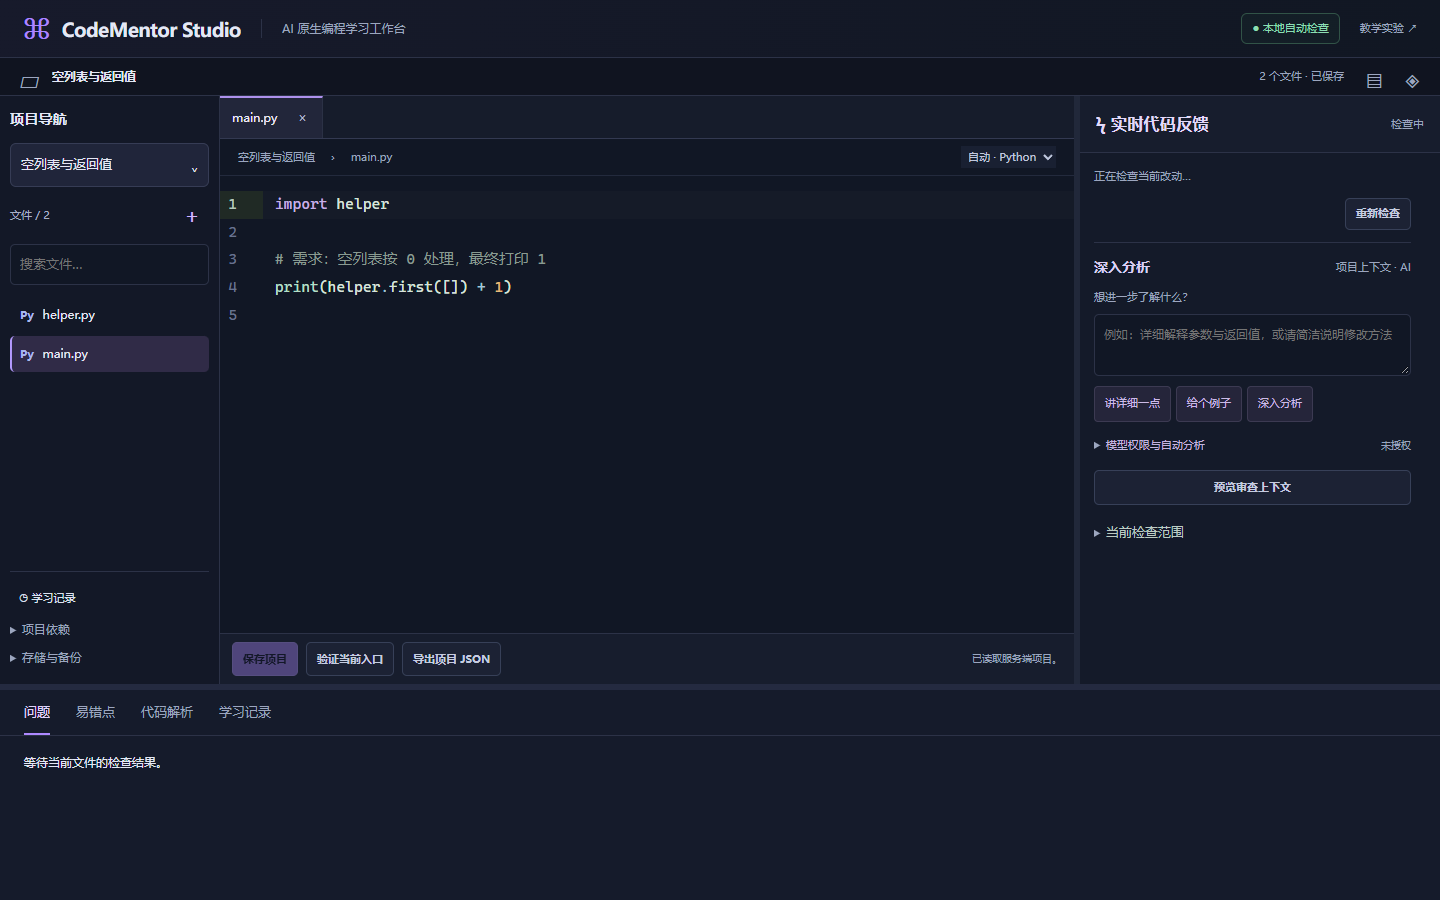 CodeMentor Studio
AI 原生编程学习工作台
● 本地自动检查
教学实验 ↗
空列表与返回值
2 个文件 · 已保存
项目导航
空列表与返回值
文件 / 2
+
搜索文件...
Py helper.py
Py main.py
学习记录
项目依赖
存储与备份
main.py ×
空列表与返回值 › main.py
自动 · Python
1 import helper
2
3 # 需求：空列表按 0 处理，最终打印 1
4 print(helper.first([]) + 1)
5
保存项目
验证当前入口
导出项目 JSON
已读取服务端项目。
实时代码反馈
检查中
正在检查当前改动...
重新检查
深入分析
项目上下文 · AI
想进一步了解什么?
例如：详细解释参数与返回值，或请简洁说明修改方法
讲详细一点
给个例子
深入分析
模型权限与自动分析
未授权
预览审查上下文
当前检查范围
问题
易错点
代码解析
学习记录
等待当前文件的检查结果。